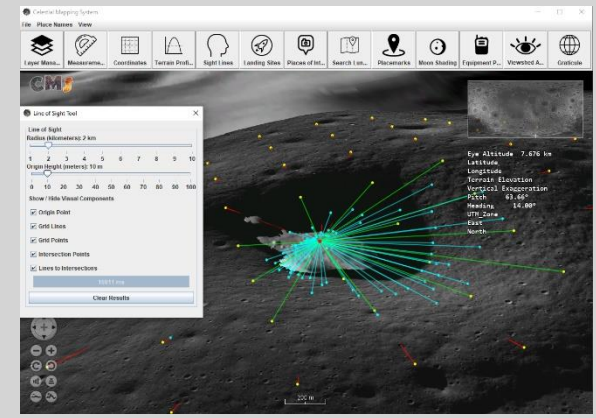 Celestial Mapping System
File Place Names View
Layer Mana... Measureme... Coordinates Terrain Profi... Sight Lines Landing Sites Places of Int... Search Lun... Placemarks Moon Shading Equipment P... Viewshed A... Graticule
CMS
Line of Sight Tool
Line of Sight
Radius (kilometers): 2 km
1 2 3 4 5 6 7 8 9 10
Origin Height (meters): 10 m
0 10 20 30 40 50 60 70 80 90 100
Show / Hide Visual Components
Origin Point
Grid Lines
Grid Points
Intersection Points
Lines to Intersections
Clear Results
Eye Altitude 7.676 km
Latitude
Longitude
Terrain Elevation
Vertical Exaggeration
Pitch 63.66°
Heading 14.00°
UTM Zone
East
North
200 m